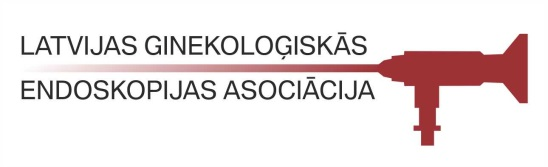 LATVIJAS GINEKOLOĢISKĀS
ENDOSKOPIJAS ASOCIĀCIJA